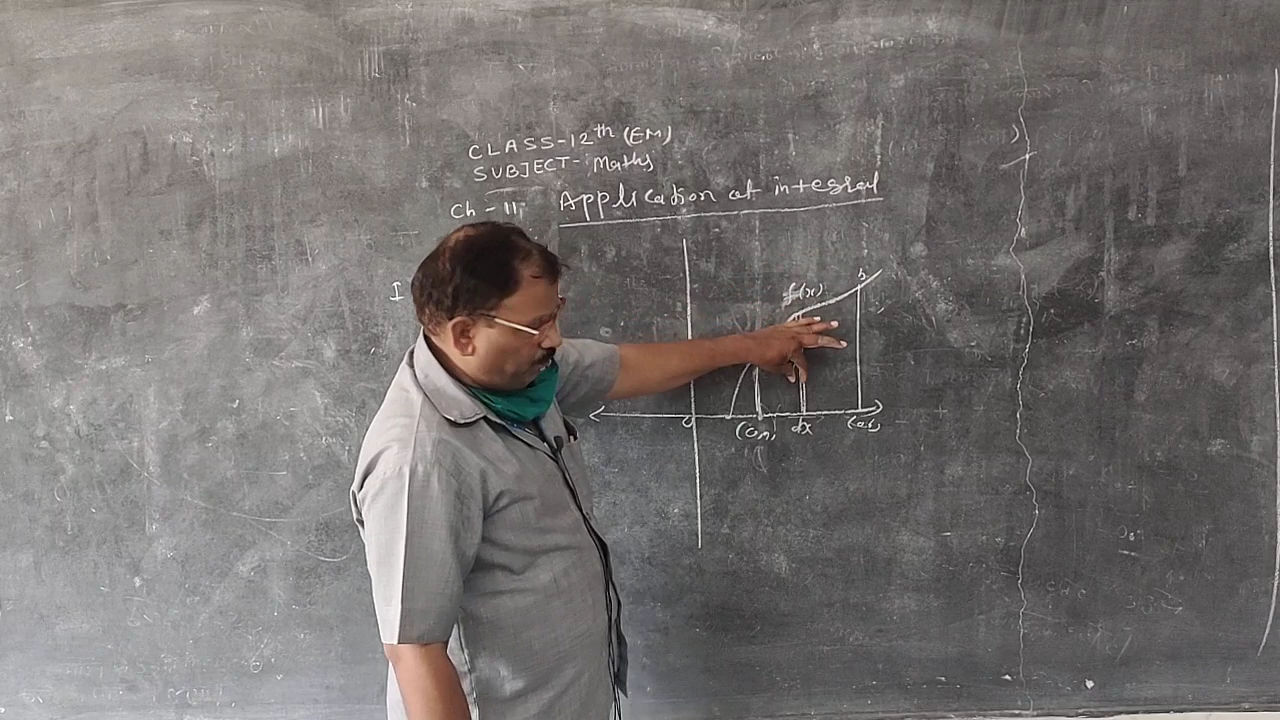 CLASS-12th (EM)
SUBJECT-: Maths
Ch - 11, Application of integral
I
f(x)
b
0
dx